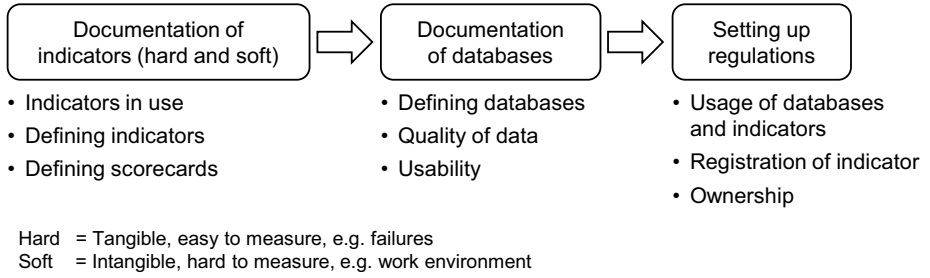 Documentation of
indicators (hard and soft)
Documentation
of databases
Setting up
regulations
• Indicators in use
• Defining indicators
• Defining scorecards
• Defining databases
• Quality of data
• Usability
• Usage of databases
and indicators
• Registration of indicator
• Ownership
Hard = Tangible, easy to measure, e.g. failures
Soft = Intangible, hard to measure, e.g. work environment